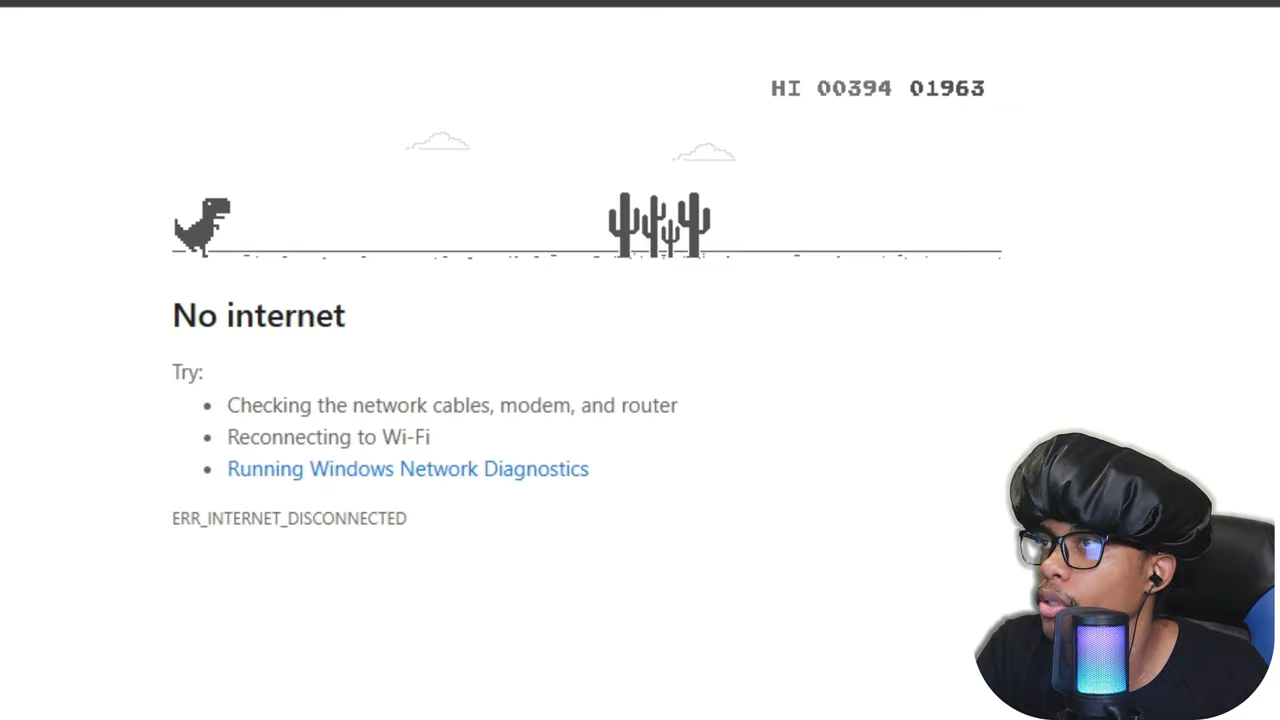 HI 00394 01963
No internet
Try:
Checking the network cables, modem, and router
Reconnecting to Wi-Fi
Running Windows Network Diagnostics
ERR_INTERNET_DISCONNECTED